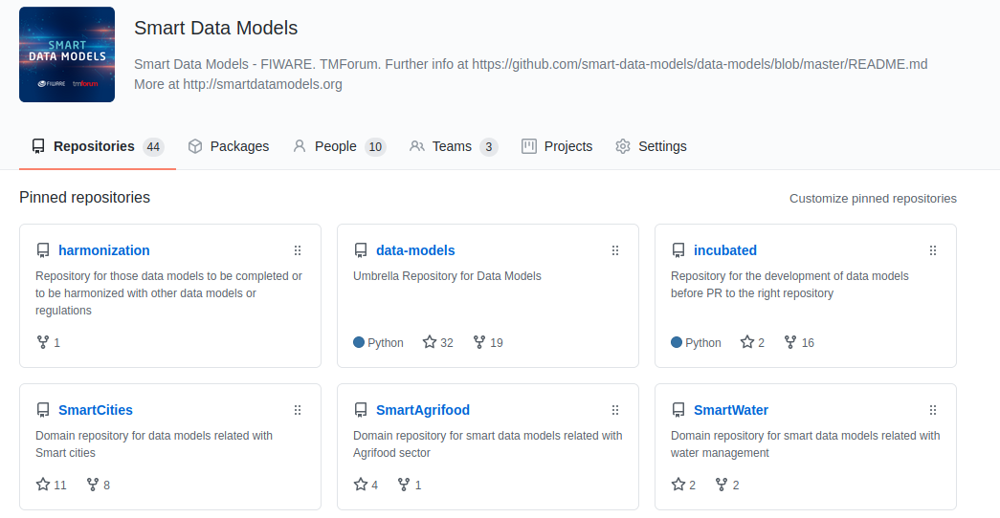 SMART
DATA MODELS
FIWARE tmforum
Smart Data Models
Smart Data Models - FIWARE. TMForum. Further info at https://github.com/smart-data-models/data-models/blob/master/README.md
More at http://smartdatamodels.org
Repositories 44 Packages People 10 Teams 3 Projects Settings
Pinned repositories Customize pinned repositories
harmonization
Repository for those data models to be completed or
to be harmonized with other data models or
regulations
1
data-models
Umbrella Repository for Data Models
Python 32 19
incubated
Repository for the development of data models
before PR to the right repository
Python 2 16
SmartCities
Domain repository for data models related with
Smart cities
11 8
SmartAgrifood
Domain repository for smart data models related with
Agrifood sector
4 1
SmartWater
Domain repository for smart data models related with
water management
2 2